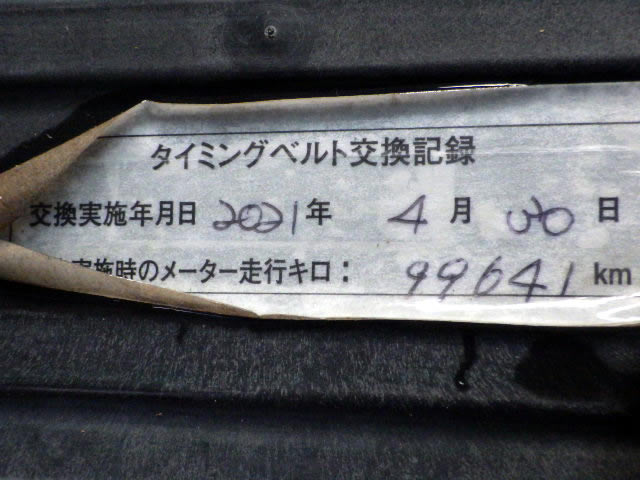 タイミングベルト交換記録
交換実施年月日 2021年 4月 30日
実施時のメーター走行キロ： 99641 km